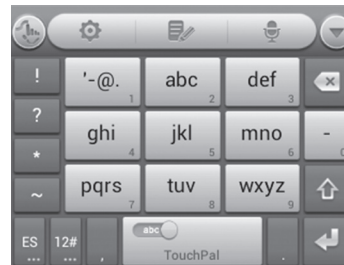 ! '-@. 1 abc 2 def 3
? ghi 4 jkl 5 mno 6 - 0
*
~ pqrs 7 tuv 8 wxyz 9
ES ... 12# ... , abc TouchPal .